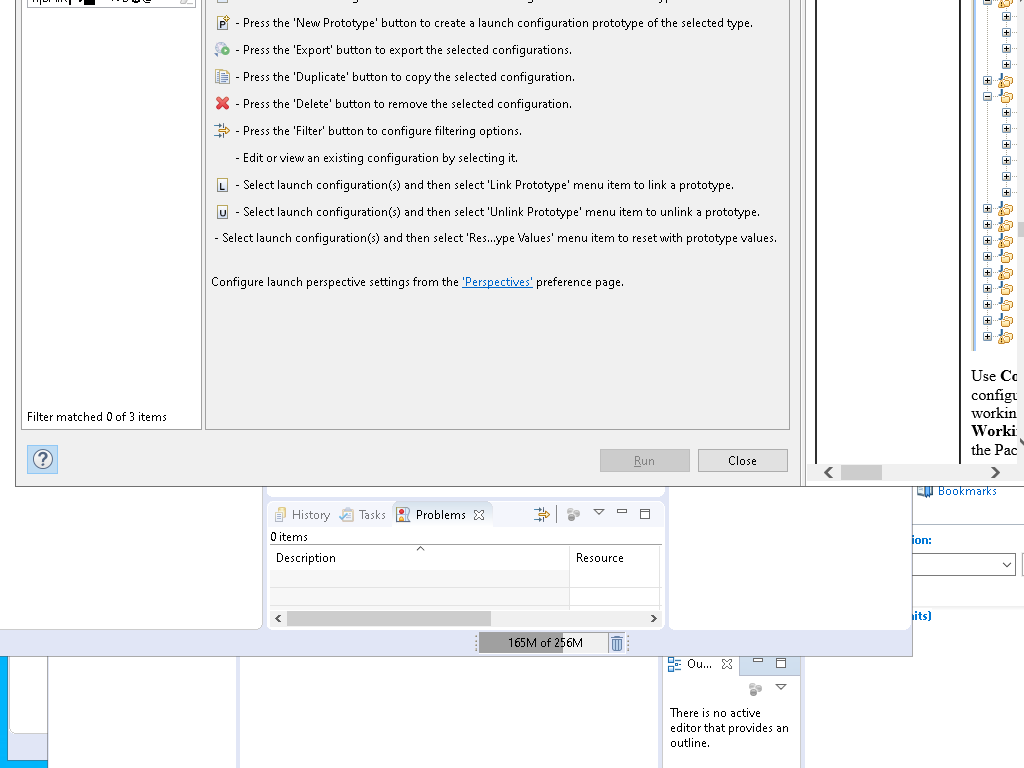 - Press the 'New Prototype' button to create a launch configuration prototype of the selected type.
- Press the 'Export' button to export the selected configurations.
- Press the 'Duplicate' button to copy the selected configuration.
- Press the 'Delete' button to remove the selected configuration.
- Press the 'Filter' button to configure filtering options.
- Edit or view an existing configuration by selecting it.
L - Select launch configuration(s) and then select 'Link Prototype' menu item to link a prototype.
U - Select launch configuration(s) and then select 'Unlink Prototype' menu item to unlink a prototype.
- Select launch configuration(s) and then select 'Res...ype Values' menu item to reset with prototype values.
Configure launch perspective settings from the 'Perspectives' preference page.
Filter matched 0 of 3 items
Run
Close
Use Co
configu
workin
Worki
the Pac
Bookmarks
ion:
its)
History
Tasks
Problems
0 items
Description
Resource
165M of 256M
Ou...
There is no active
editor that provides an
outline.